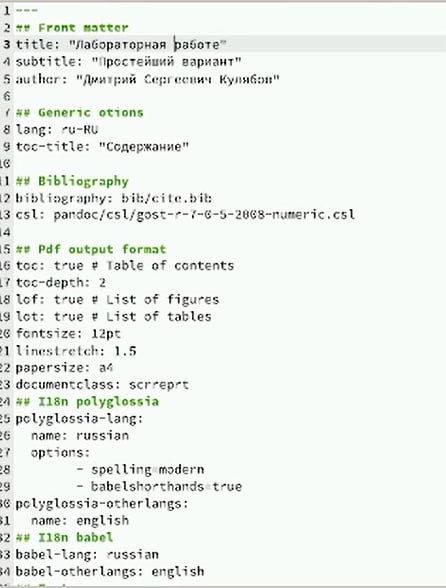 1 ---
2 ## Front matter
3 title: "Лабораторная работе"
4 subtitle: "Простейший вариант"
5 author: "Дмитрий Сергеевич Кулябов"
6
7 ## Generic otions
8 lang: ru-RU
9 toc-title: "Содержание"
10
11 ## Bibliography
12 bibliography: bib/cite.bib
13 csl: pandoc/csl/gost-r-7-0-5-2008-numeric.csl
14
15 ## Pdf output format
16 toc: true # Table of contents
17 toc-depth: 2
18 lof: true # List of figures
19 lot: true # List of tables
20 fontsize: 12pt
21 linestretch: 1.5
22 papersize: a4
23 documentclass: scrreprt
24 ## I18n polyglossia
25 polyglossia-lang:
26 name: russian
27 options:
28 - spelling=modern
29 - babelshorthands=true
30 polyglossia-otherlangs:
31 name: english
32 ## I18n babel
33 babel-lang: russian
34 babel-otherlangs: english